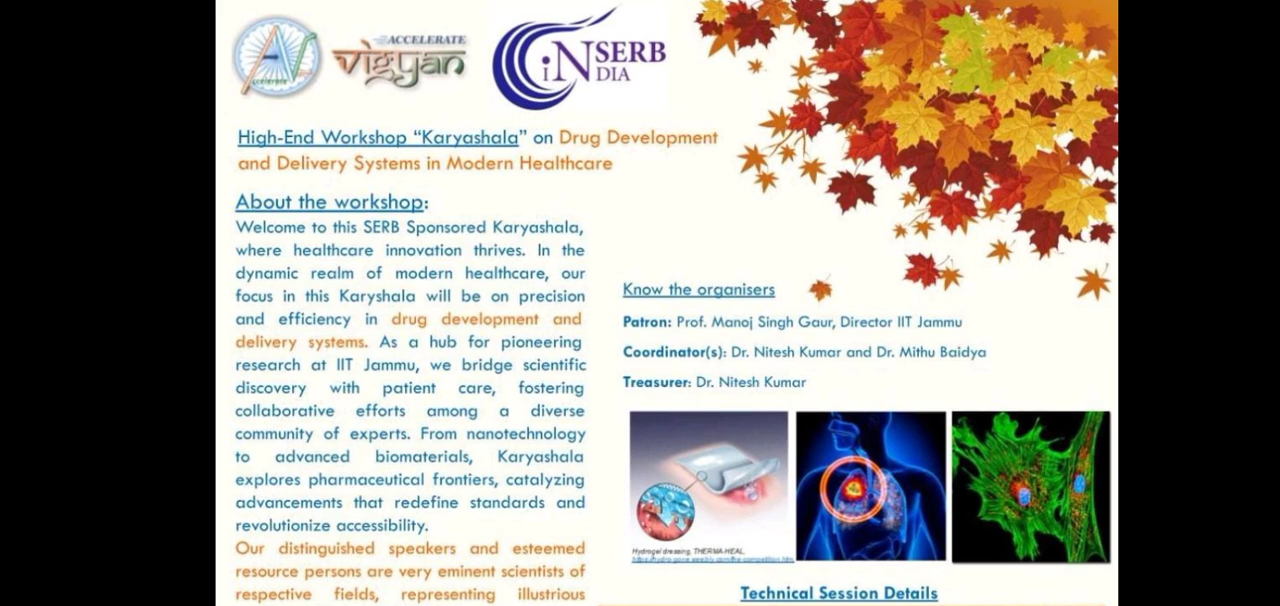 ACCELERATE
vigyan
iNSERB
DIA
High-End Workshop “Karyashala” on Drug Development
and Delivery Systems in Modern Healthcare
About the workshop:
Welcome to this SERB Sponsored Karyashala,
where healthcare innovation thrives. In the
dynamic realm of modern healthcare, our
focus in this Karyshala will be on precision
and efficiency in drug development and
delivery systems. As a hub for pioneering
research at IIT Jammu, we bridge scientific
discovery with patient care, fostering
collaborative efforts among a diverse
community of experts. From nanotechnology
to advanced biomaterials, Karyashala
explores pharmaceutical frontiers, catalyzing
advancements that redefine standards and
revolutionize accessibility.
Our distinguished speakers and esteemed
resource persons are very eminent scientists of
respective fields, representing illustrious
Know the organisers
Patron: Prof. Manoj Singh Gaur, Director IIT Jammu
Coordinator(s): Dr. Nitesh Kumar and Dr. Mithu Baidya
Treasurer: Dr. Nitesh Kumar
Hydrogel dressing, THERMA-HEAL,
Technical Session Details